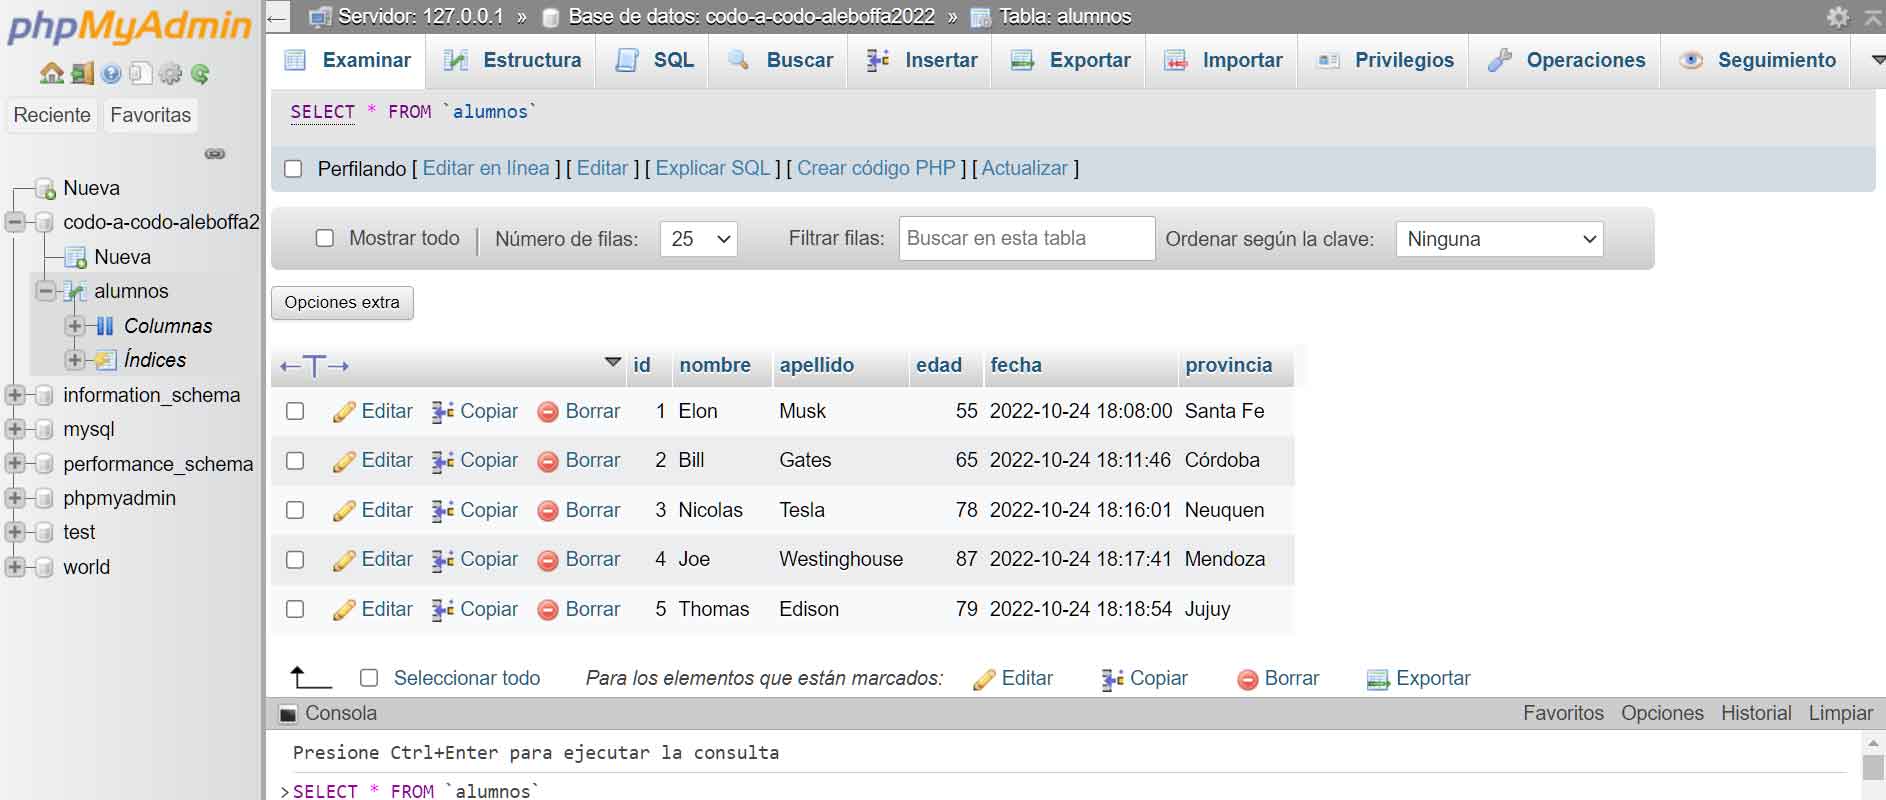 phpMyAdmin
Reciente Favoritas
Nueva
codo-a-codo-aleboffa2
Nueva
alumnos
Columnas
Índices
information_schema
mysql
performance_schema
phpmyadmin
test
world
Servidor: 127.0.0.1 » Base de datos: codo-a-codo-aleboffa2022 » Tabla: alumnos
Examinar Estructura SQL Buscar Insertar Exportar Importar Privilegios Operaciones Seguimiento
SELECT * FROM `alumnos`
Perfilando [ Editar en línea ] [ Editar ] [ Explicar SQL ] [ Crear código PHP ] [ Actualizar ]
Mostrar todo | Número de filas: 25 Filtrar filas: Buscar en esta tabla Ordenar según la clave: Ninguna
Opciones extra
←T→ id nombre apellido edad fecha provincia
Editar Copiar Borrar 1 Elon Musk 55 2022-10-24 18:08:00 Santa Fe
Editar Copiar Borrar 2 Bill Gates 65 2022-10-24 18:11:46 Córdoba
Editar Copiar Borrar 3 Nicolas Tesla 78 2022-10-24 18:16:01 Neuquen
Editar Copiar Borrar 4 Joe Westinghouse 87 2022-10-24 18:17:41 Mendoza
Editar Copiar Borrar 5 Thomas Edison 79 2022-10-24 18:18:54 Jujuy
Seleccionar todo Para los elementos que están marcados: Editar Copiar Borrar Exportar
Consola Favoritos Opciones Historial Limpiar
Presione Ctrl+Enter para ejecutar la consulta
>SELECT * FROM `alumnos`